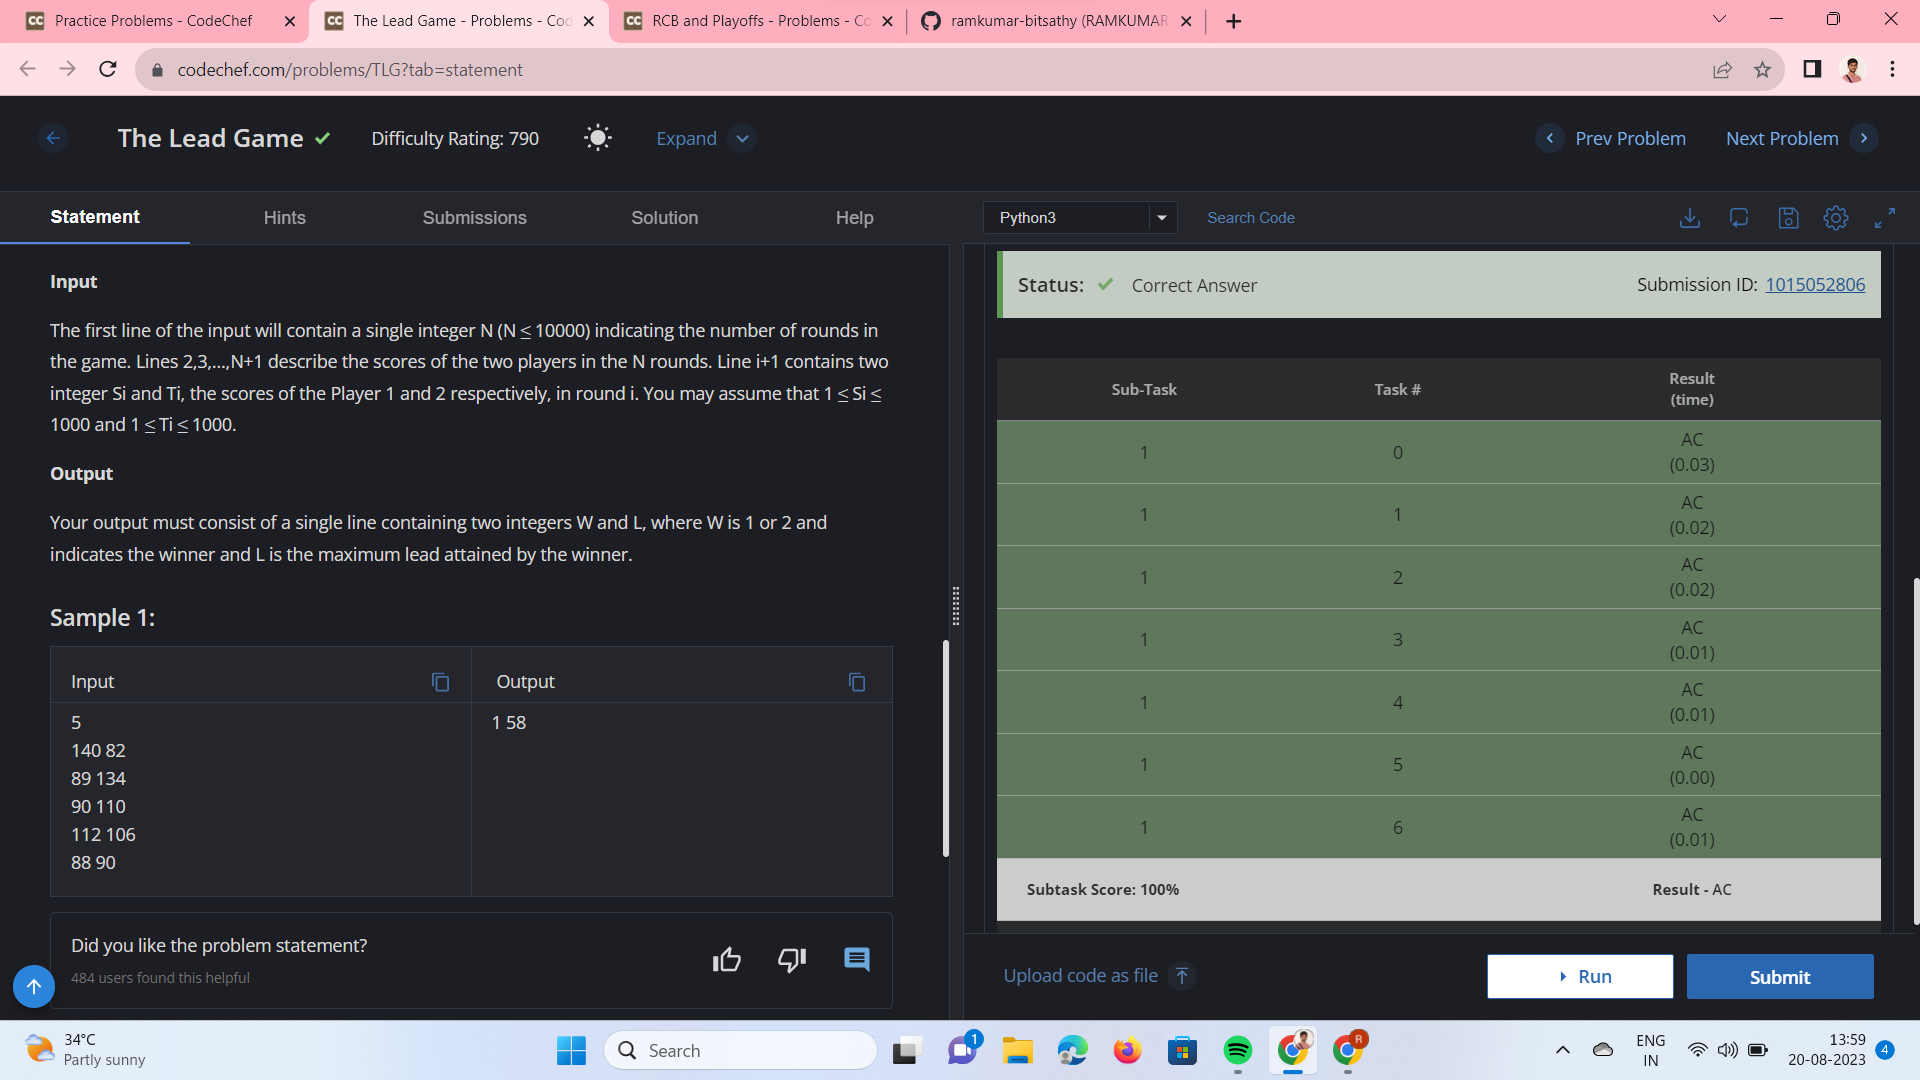 Practice Problems - CodeChef
The Lead Game - Problems - Cod
RCB and Playoffs - Problems - Co
ramkumar-bitsathy (RAMKUMAR
codechef.com/problems/TLG?tab=statement
The Lead Game
Difficulty Rating: 790
Expand
Prev Problem
Next Problem
Statement
Hints
Submissions
Solution
Help
Python3
Search Code
Input
The first line of the input will contain a single integer N (N ≤ 10000) indicating the number of rounds in
the game. Lines 2,3,...,N+1 describe the scores of the two players in the N rounds. Line i+1 contains two
integer Si and Ti, the scores of the Player 1 and 2 respectively, in round i. You may assume that 1 ≤ Si ≤
1000 and 1 ≤ Ti ≤ 1000.
Output
Your output must consist of a single line containing two integers W and L, where W is 1 or 2 and
indicates the winner and L is the maximum lead attained by the winner.
Sample 1:
Input
Output
5
140 82
89 134
90 110
112 106
88 90
1 58
Did you like the problem statement?
484 users found this helpful
Status: Correct Answer
Submission ID: 1015052806
Sub-Task Task # Result
(time)
1 0 AC
(0.03)
1 1 AC
(0.02)
1 2 AC
(0.02)
1 3 AC
(0.01)
1 4 AC
(0.01)
1 5 AC
(0.00)
1 6 AC
(0.01)
Subtask Score: 100% Result - AC
Upload code as file
Run
Submit
34°C
Partly sunny
Search
1
R
ENG
IN
13:59
20-08-2023
4